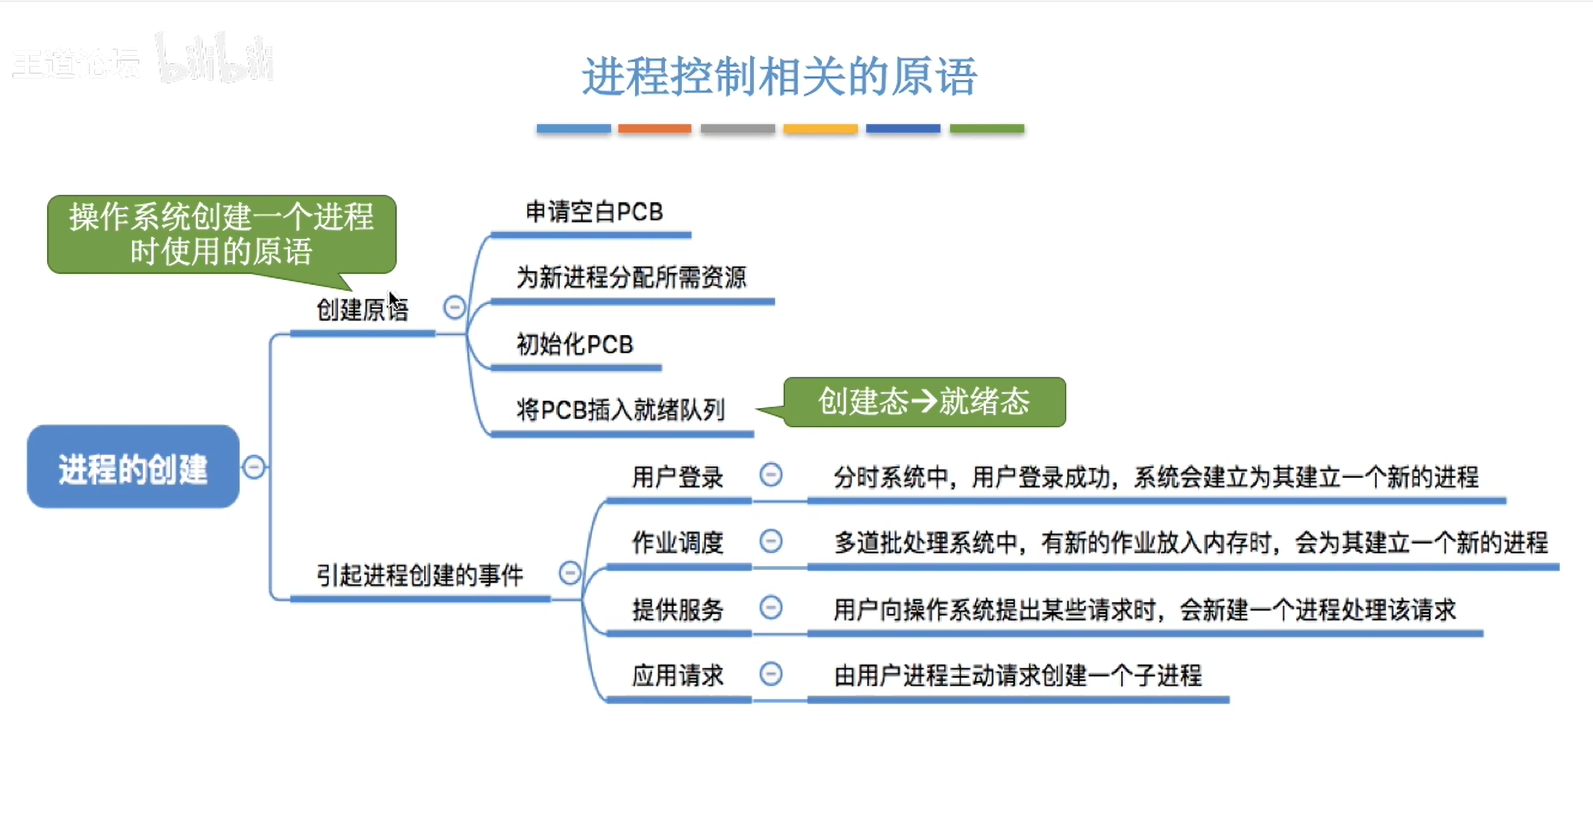 王道论坛 bilibili
进程控制相关的原语
操作系统创建一个进程
时使用的原语
创建原语
申请空白PCB
为新进程分配所需资源
初始化PCB
将PCB插入就绪队列
创建态→就绪态
进程的创建
引起进程创建的事件
用户登录
分时系统中，用户登录成功，系统会建立为其建立一个新的进程
作业调度
多道批处理系统中，有新的作业放入内存时，会为其建立一个新的进程
提供服务
用户向操作系统提出某些请求时，会新建一个进程处理该请求
应用请求
由用户进程主动请求创建一个子进程